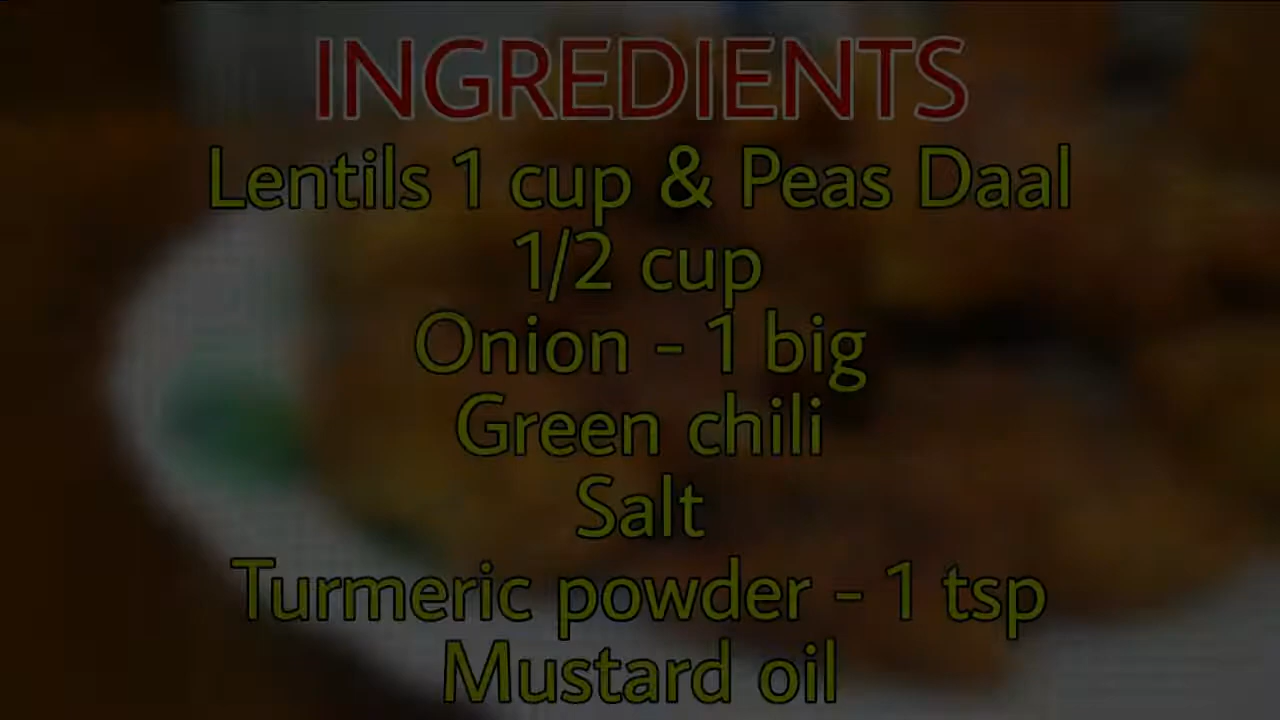 INGREDIENTS
Lentils 1 cup & Peas Daal
1/2 cup
Onion - 1 big
Green chili
Salt
Turmeric powder - 1 tsp
Mustard oil